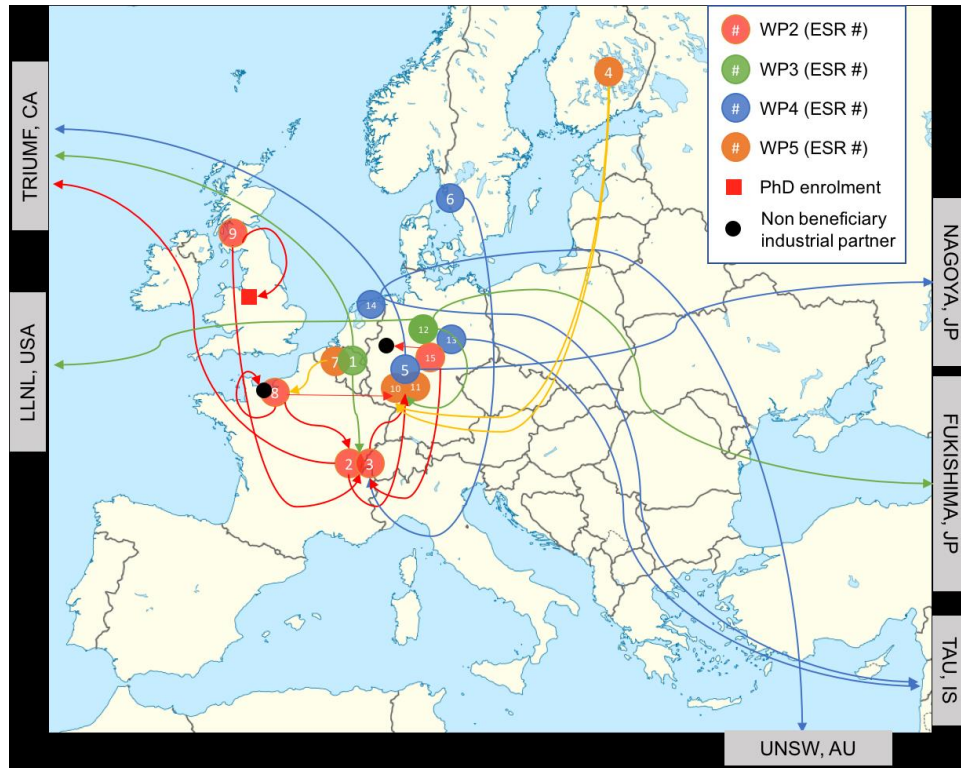 # WP2 (ESR #)
# WP3 (ESR #)
# WP4 (ESR #)
# WP5 (ESR #)
PhD enrolment
Non beneficiary
industrial partner
TRIUMF, CA
LLNL, USA
NAGOYA, JP
FUKISHIMA, JP
TAU, IS
UNSW, AU
4
6
9
14
12
13
7
1
15
5
8
10
11
2
3